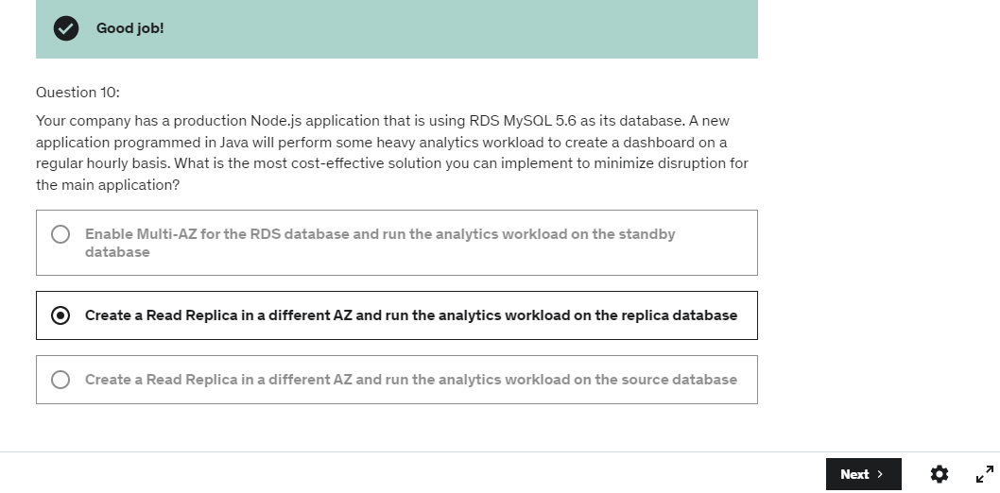 Good job!
Question 10:
Your company has a production Node.js application that is using RDS MySQL 5.6 as its database. A new
application programmed in Java will perform some heavy analytics workload to create a dashboard on a
regular hourly basis. What is the most cost-effective solution you can implement to minimize disruption for
the main application?
Enable Multi-AZ for the RDS database and run the analytics workload on the standby
database
Create a Read Replica in a different AZ and run the analytics workload on the replica database
Create a Read Replica in a different AZ and run the analytics workload on the source database
Next